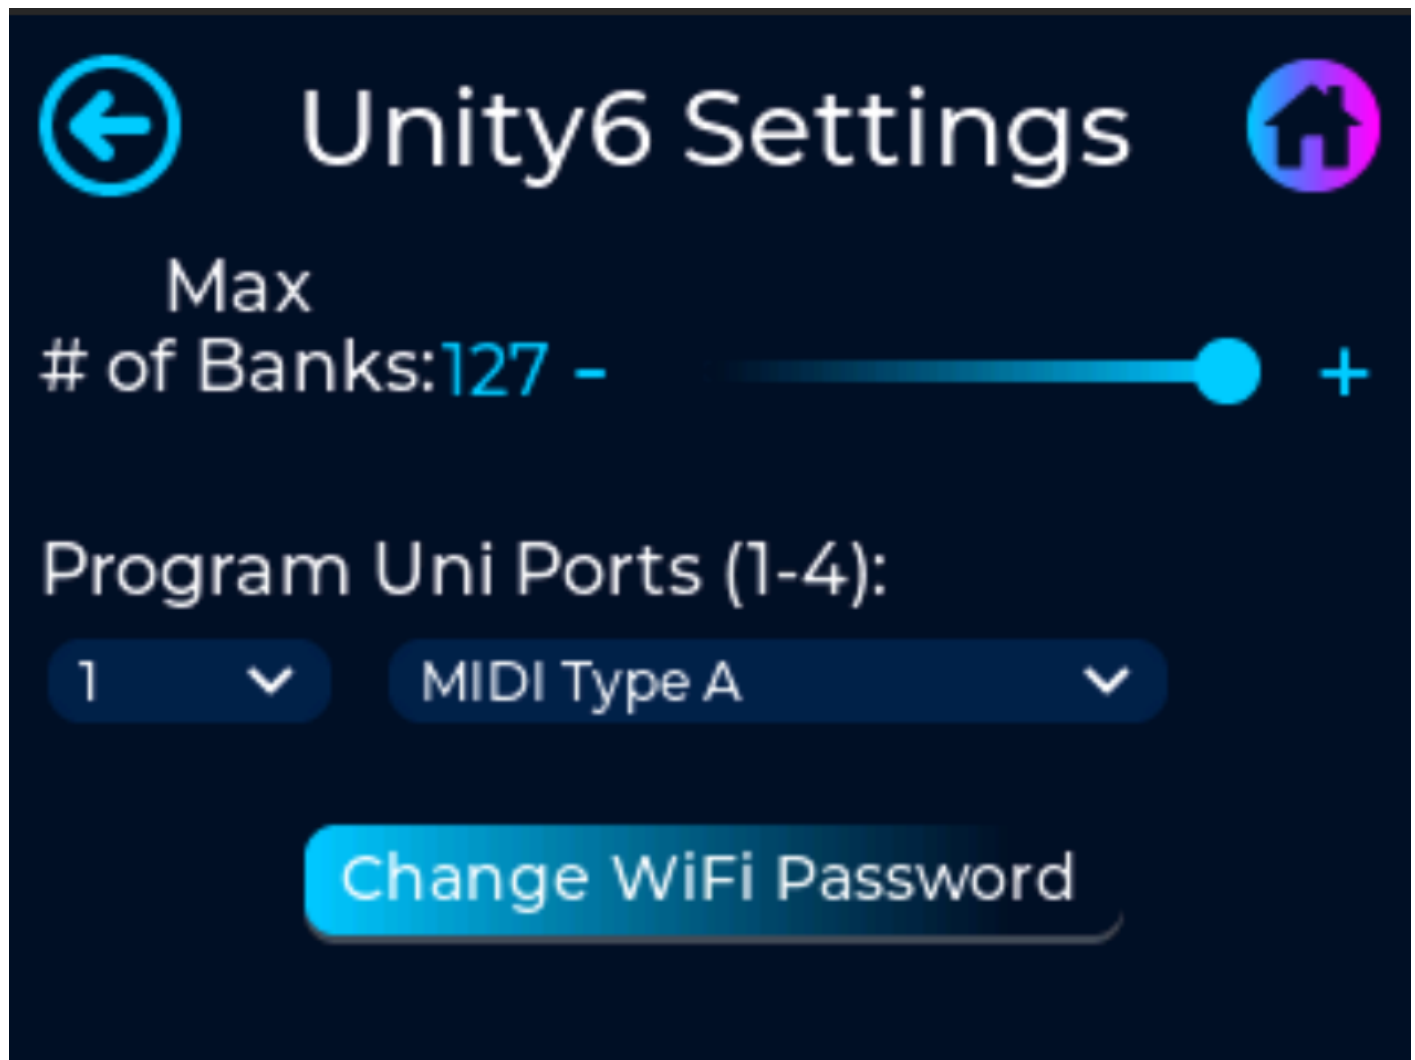 Unity6 Settings
Max
# of Banks:127 - +
Program Uni Ports (1-4):
1 MIDI Type A
Change WiFi Password